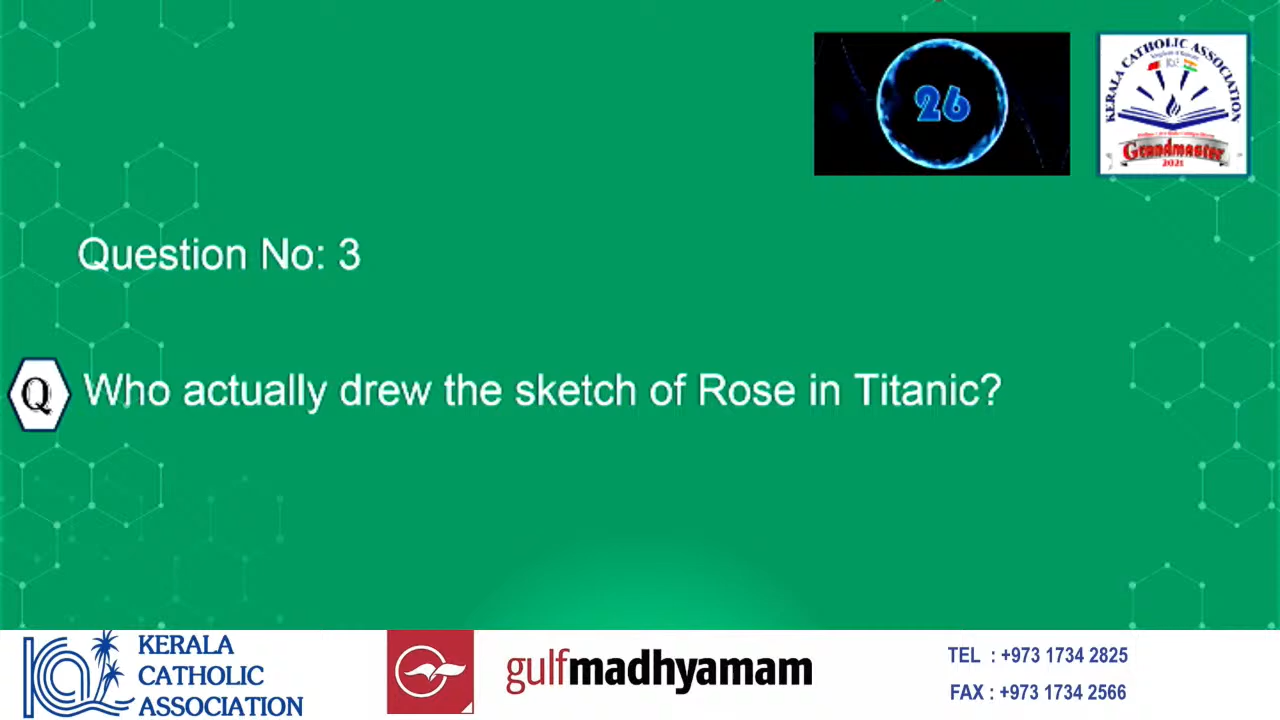 26
KERALA CATHOLIC ASSOCIATION
Grandmaster
2021
Question No: 3
Q
Who actually drew the sketch of Rose in Titanic?
KERALA
CATHOLIC
ASSOCIATION
gulfmadhyamam
TEL : +973 1734 2825
FAX : +973 1734 2566